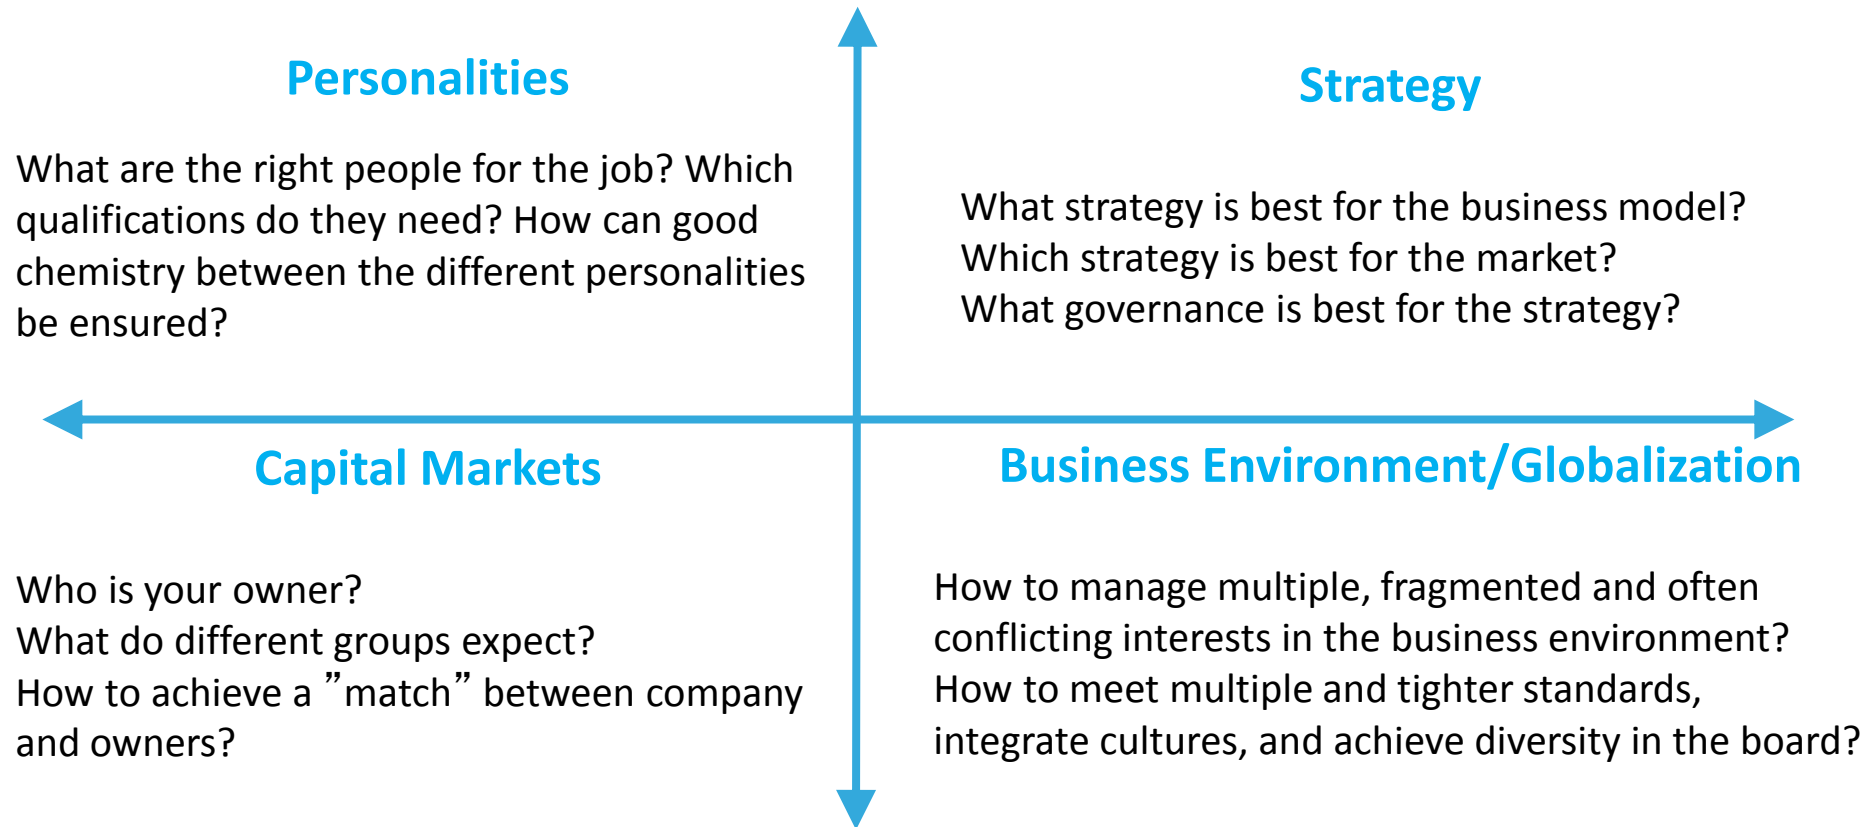 Personalities
What are the right people for the job? Which
qualifications do they need? How can good
chemistry between the different personalities
be ensured?
Strategy
What strategy is best for the business model?
Which strategy is best for the market?
What governance is best for the strategy?
Capital Markets
Who is your owner?
What do different groups expect?
How to achieve a ”match” between company
and owners?
Business Environment/Globalization
How to manage multiple, fragmented and often
conflicting interests in the business environment?
How to meet multiple and tighter standards,
integrate cultures, and achieve diversity in the board?